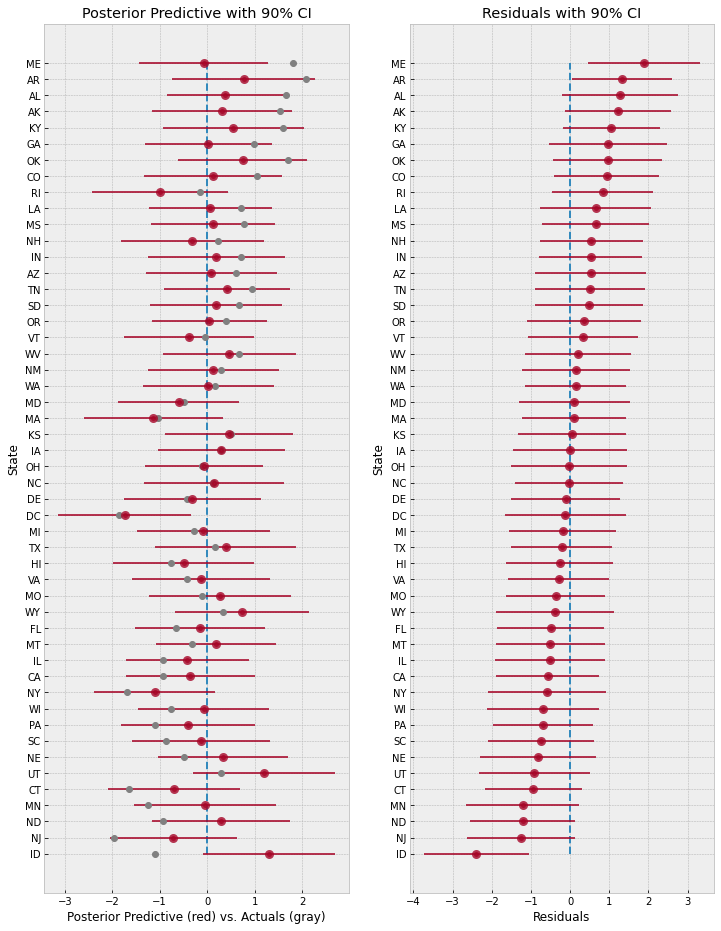 Posterior Predictive with 90% CI
ME
AR
AL
AK
KY
GA
OK
CO
RI
LA
MS
NH
IN
AZ
TN
SD
OR
VT
WV
NM
WA
MD
MA
KS
IA
OH
NC
DE
DC
MI
TX
HI
VA
MO
WY
FL
MT
IL
CA
NY
WI
PA
SC
NE
UT
CT
MN
ND
NJ
ID
State
−3 −2 −1 0 1 2
Posterior Predictive (red) vs. Actuals (gray)
Residuals with 90% CI
ME
AR
AL
AK
KY
GA
OK
CO
RI
LA
MS
NH
IN
AZ
TN
SD
OR
VT
WV
NM
WA
MD
MA
KS
IA
OH
NC
DE
DC
MI
TX
HI
VA
MO
WY
FL
MT
IL
CA
NY
WI
PA
SC
NE
UT
CT
MN
ND
NJ
ID
State
−4 −3 −2 −1 0 1 2 3
Residuals